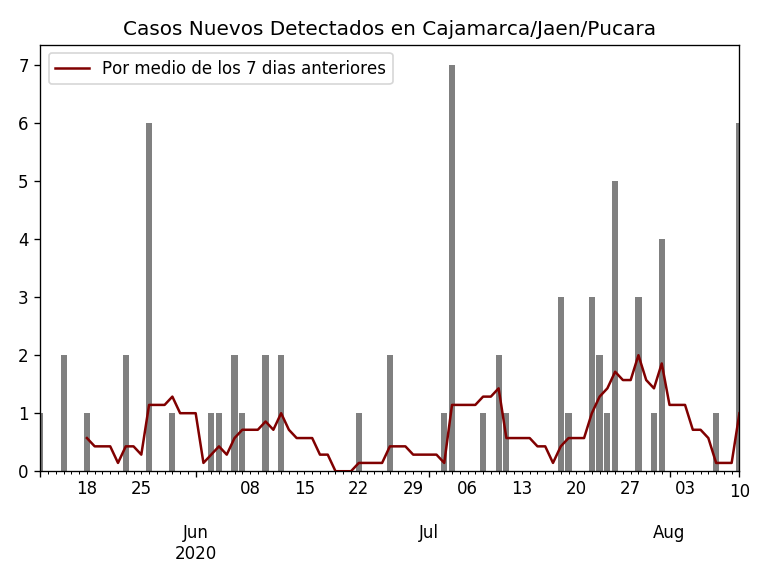 Casos Nuevos Detectados en Cajamarca/Jaen/Pucara
Por medio de los 7 dias anteriores
7
6
5
4
3
2
1
0
18 25 08 15 22 29 06 13 20 27 03 10
Jun Jul Aug
2020